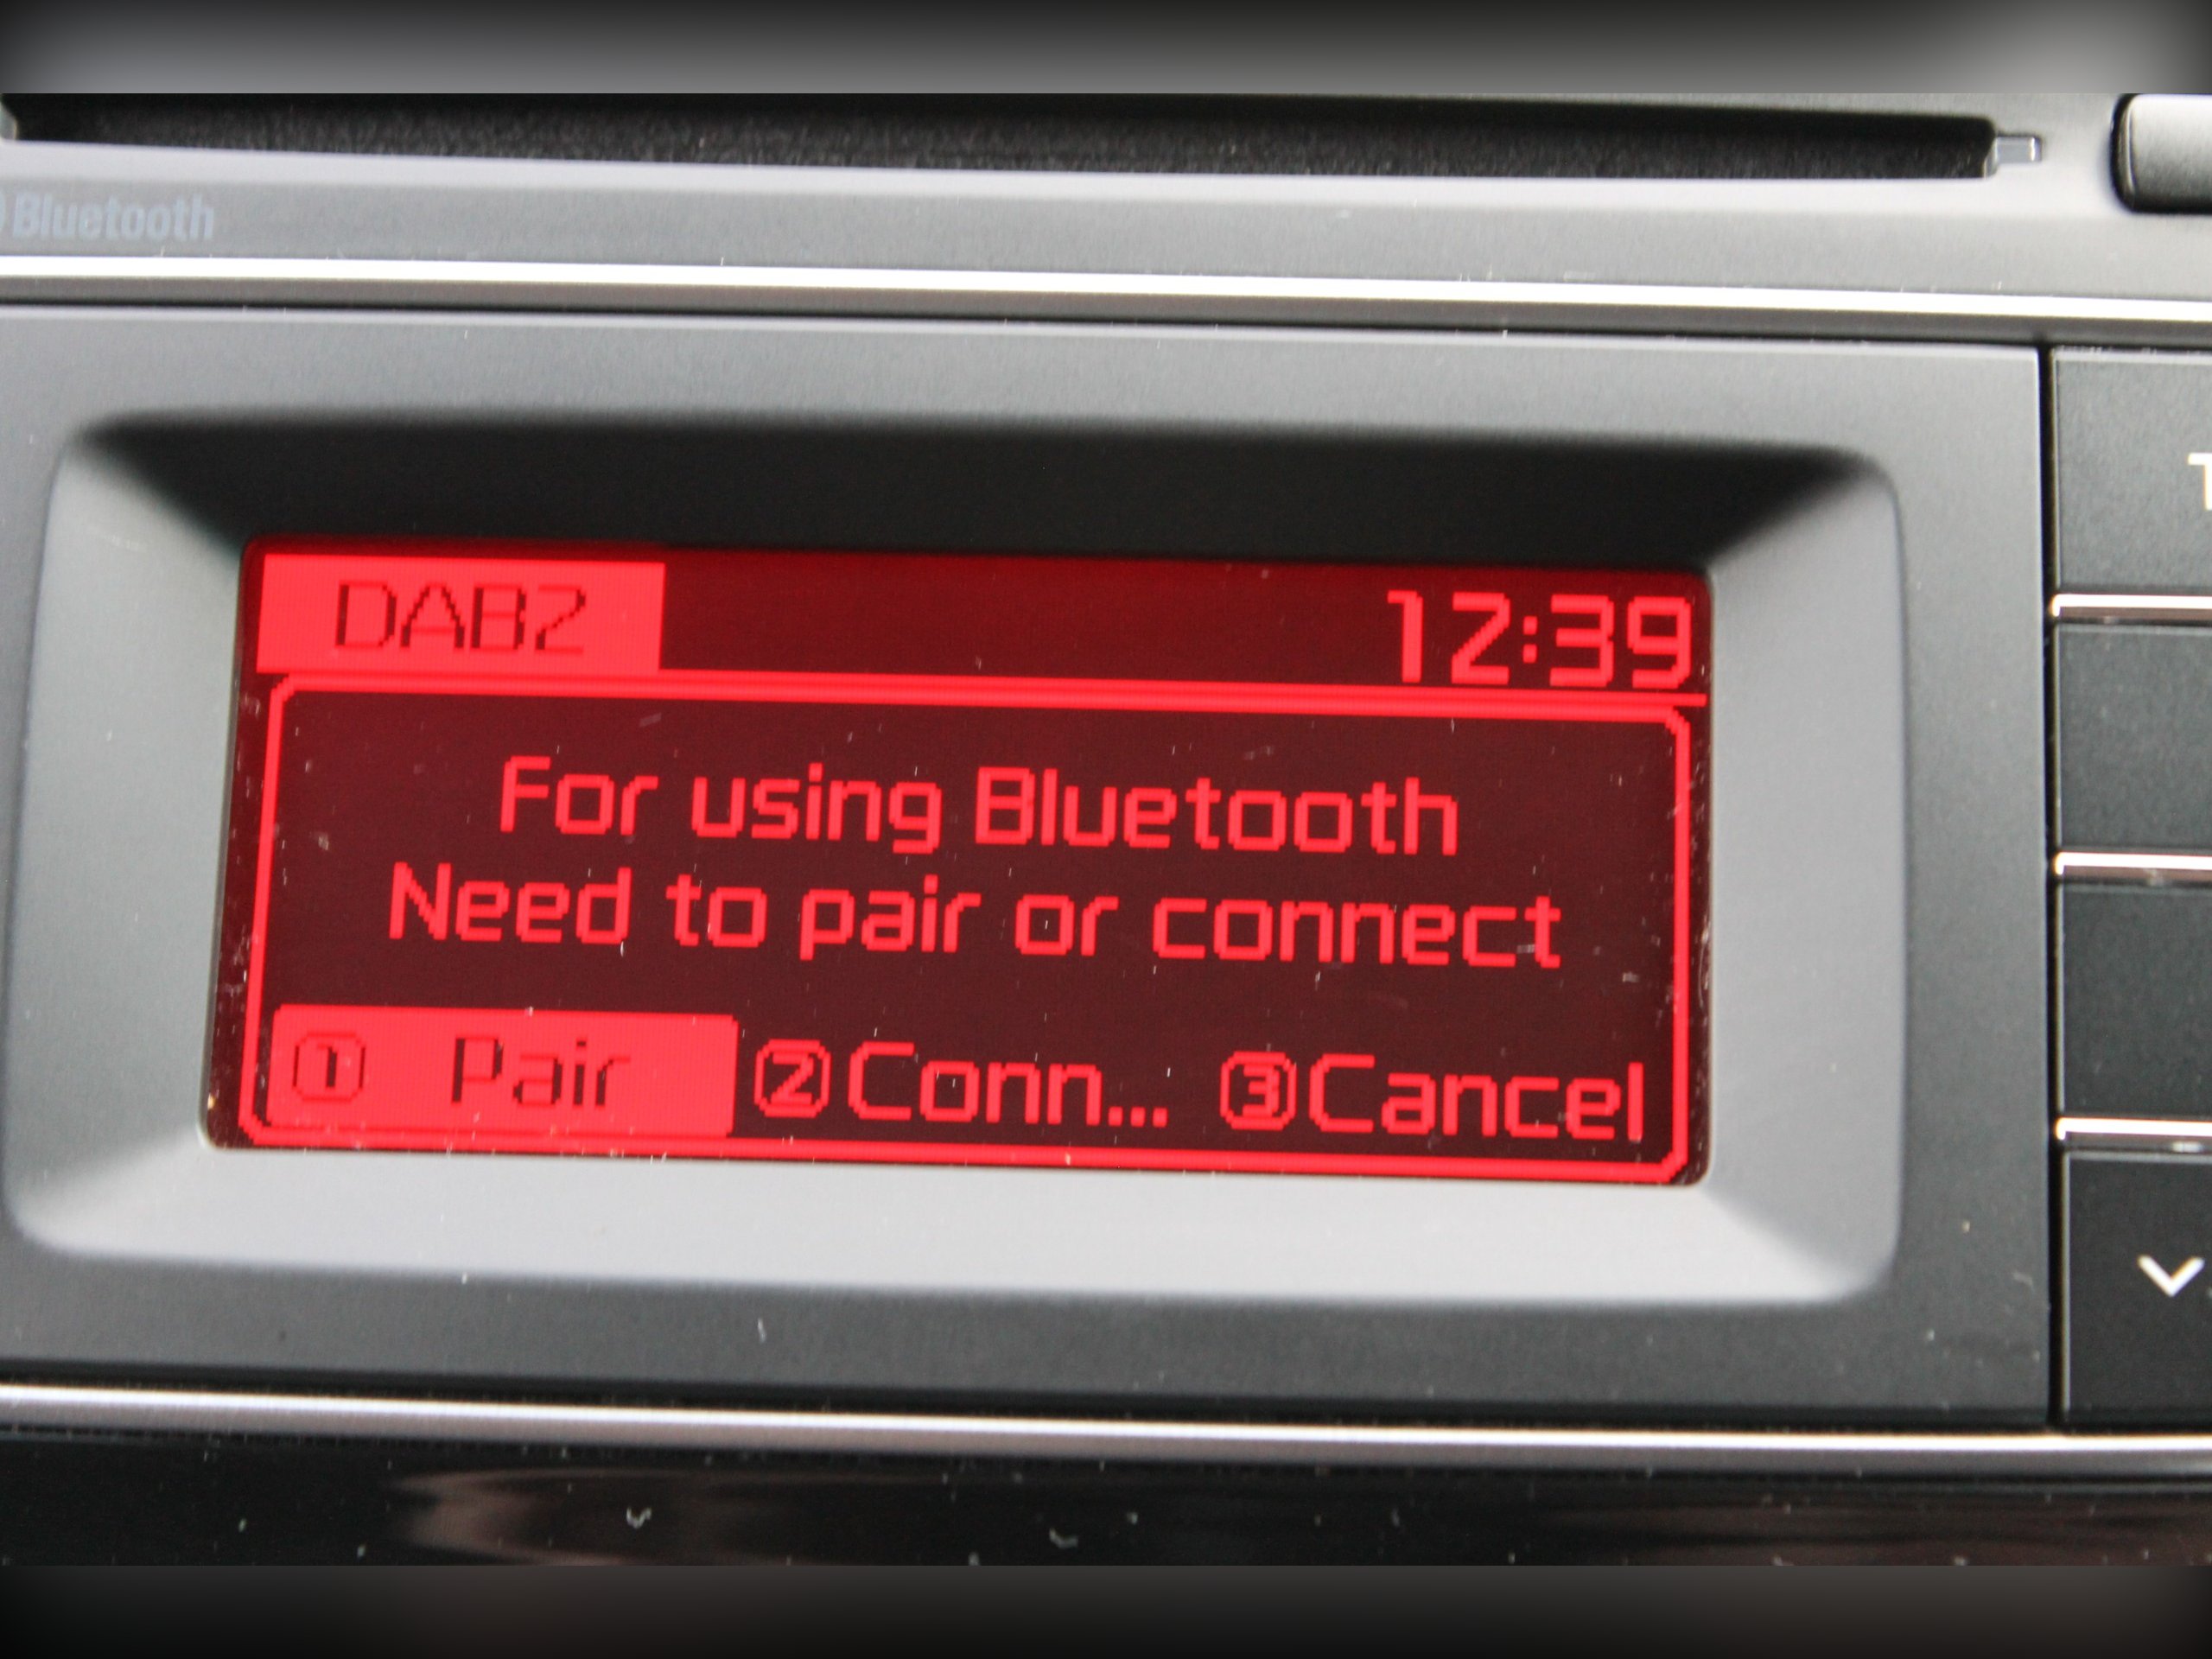 Bluetooth
DAB2 12:39
For using Bluetooth
Need to pair or connect
① Pair ②Conn... ③Cancel